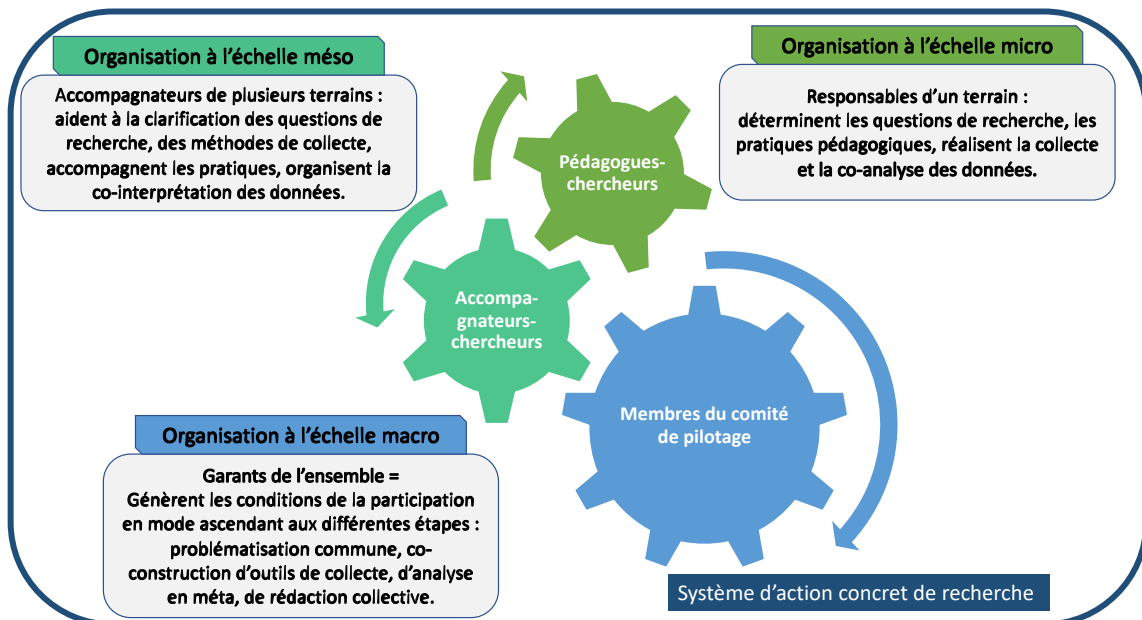 Organisation à l'échelle méso
Accompagnateurs de plusieurs terrains :
aident à la clarification des questions de
recherche, des méthodes de collecte,
accompagnent les pratiques, organisent la
co-interprétation des données.
Organisation à l'échelle micro
Responsables d'un terrain :
déterminent les questions de recherche, les
pratiques pédagogiques, réalisent la collecte
et la co-analyse des données.
Pédagogues-
chercheurs
Accompa-
gnateurs-
chercheurs
Membres du comité
de pilotage
Organisation à l'échelle macro
Garants de l'ensemble =
Génèrent les conditions de la participation
en mode ascendant aux différentes étapes :
problématisation commune, co-
construction d'outils de collecte, d'analyse
en méta, de rédaction collective.
Système d'action concret de recherche